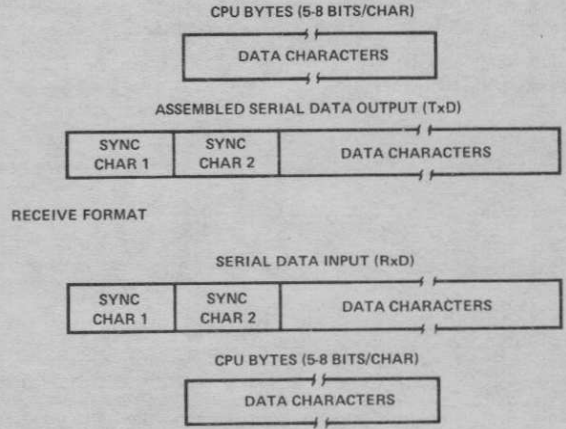 CPU BYTES (5-8 BITS/CHAR)
DATA CHARACTERS
ASSEMBLED SERIAL DATA OUTPUT (TxD)
SYNC CHAR 1
SYNC CHAR 2
DATA CHARACTERS
RECEIVE FORMAT
SERIAL DATA INPUT (RxD)
SYNC CHAR 1
SYNC CHAR 2
DATA CHARACTERS
CPU BYTES (5-8 BITS/CHAR)
DATA CHARACTERS